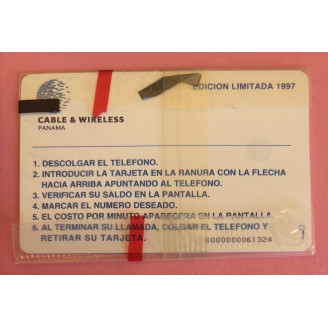 EDICION LIMITADA 1997
CABLE & WIRELESS
PANAMA
1. DESCOLGAR EL TELEFONO.
2. INTRODUCIR LA TARJETA EN LA RANURA CON LA FLECHA
HACIA ARRIBA APUNTANDO AL TELEFONO.
3. VERIFICAR SU SALDO EN LA PANTALLA.
4. MARCAR EL NUMERO DESEADO.
5. EL COSTO POR MINUTO APARECERA EN LA PANTALLA.
6. AL TERMINAR SU LLAMADA, COLGAR EL TELEFONO Y
RETIRAR SU TARJETA. 0000000061324